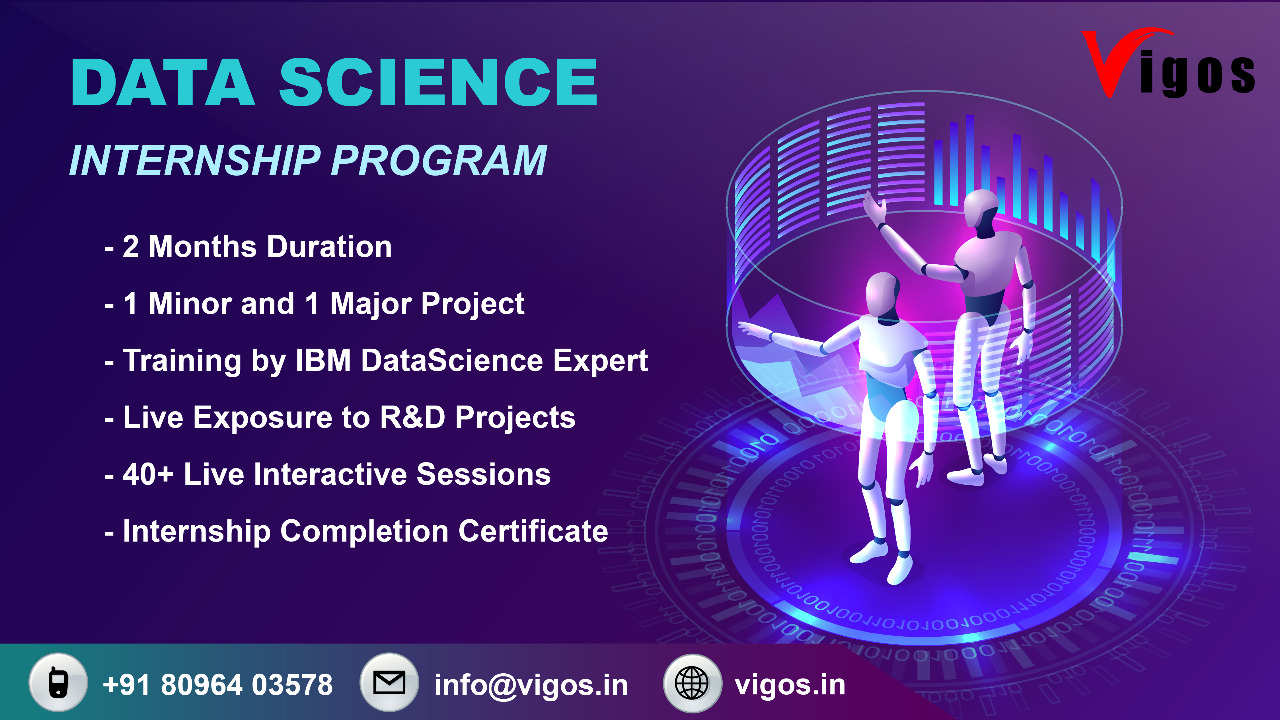 DATA SCIENCE
Vigos
INTERNSHIP PROGRAM
- 2 Months Duration
- 1 Minor and 1 Major Project
- Training by IBM DataScience Expert
- Live Exposure to R&D Projects
- 40+ Live Interactive Sessions
- Internship Completion Certificate
+91 80964 03578
info@vigos.in
vigos.in